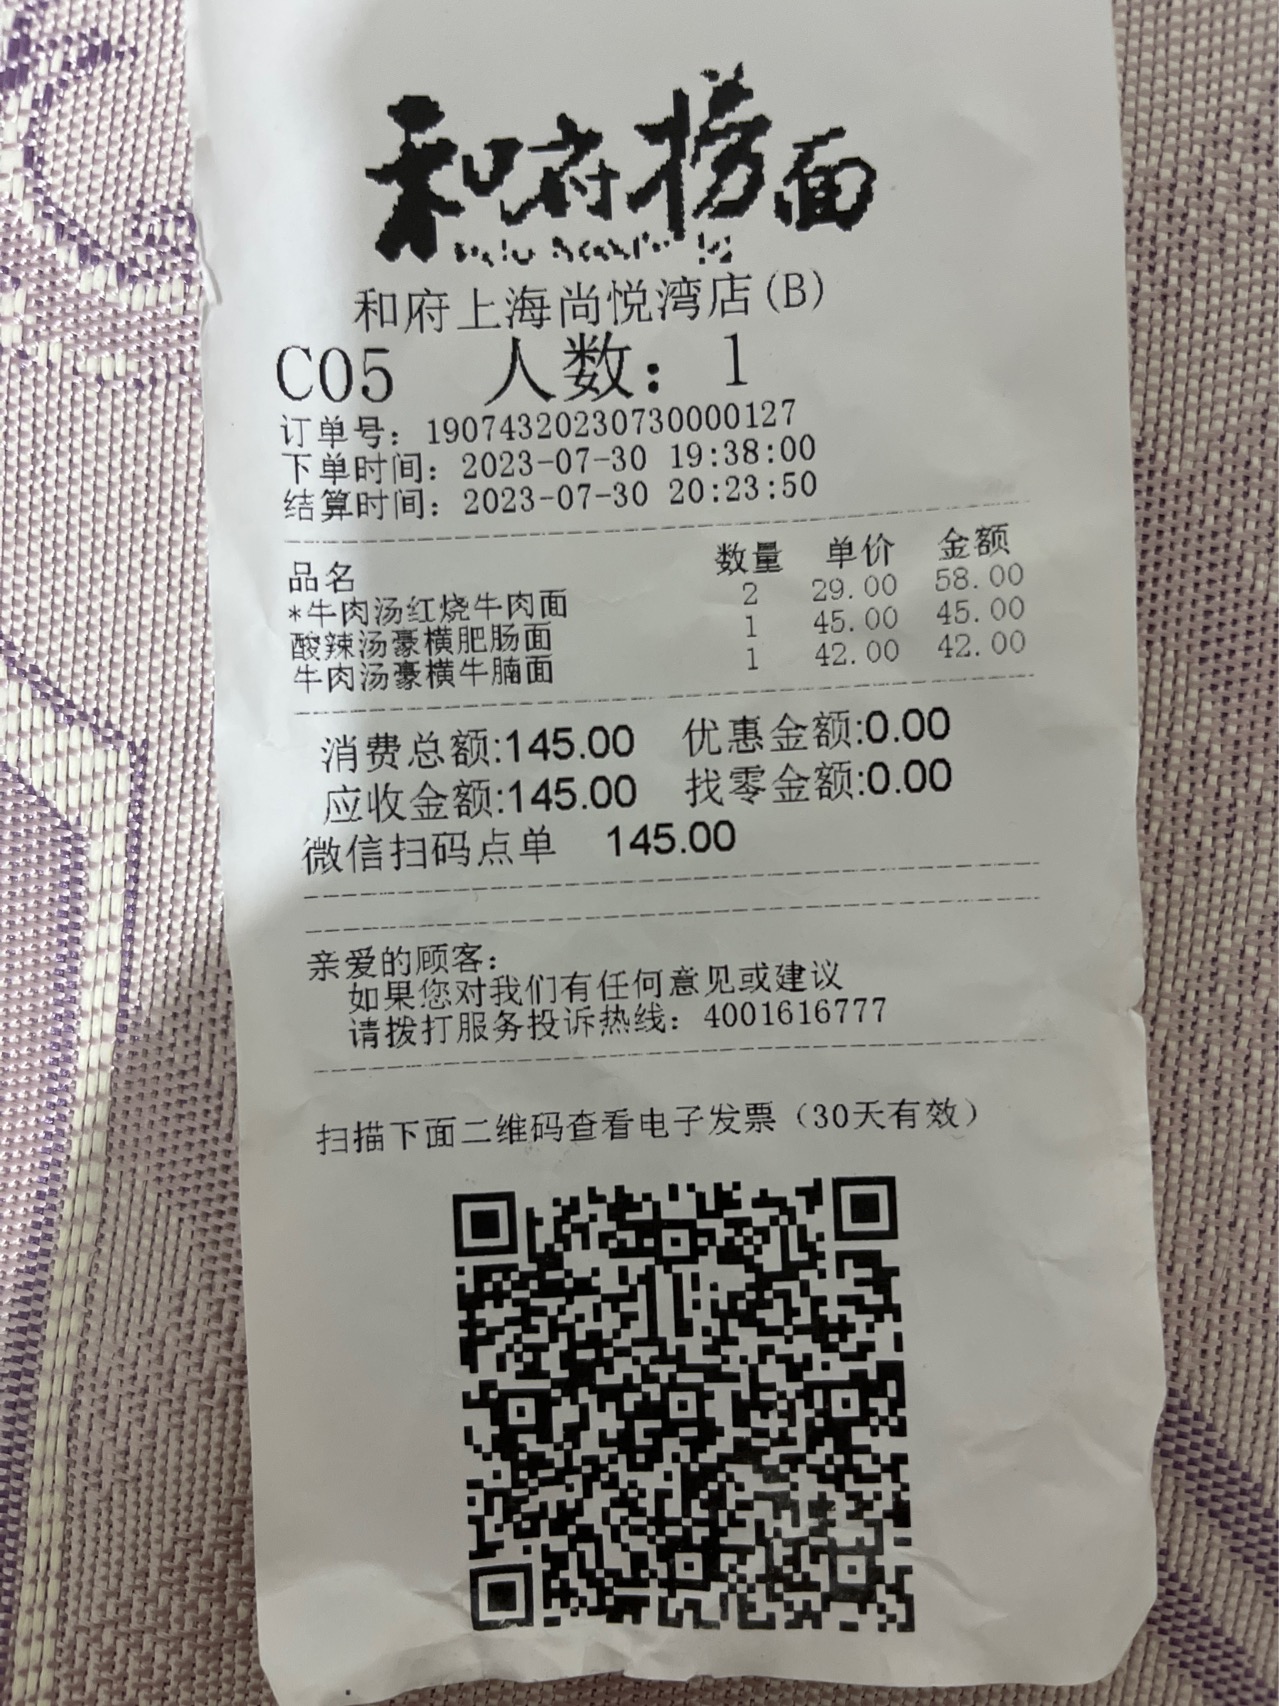 和府捞面
和府上海尚悦湾店(B)
C05 人数: 1
订单号: 19074320230730000127
下单时间: 2023-07-30 19:38:00
结算时间: 2023-07-30 20:23:50
品名 数量 单价 金额
*牛肉汤红烧牛肉面 2 29.00 58.00
酸辣汤豪横肥肠面 1 45.00 45.00
牛肉汤豪横牛腩面 1 42.00 42.00
消费总额:145.00 优惠金额:0.00
应收金额:145.00 找零金额:0.00
微信扫码点单 145.00
亲爱的顾客:
如果您对我们有任何意见或建议
请拨打服务投诉热线: 4001616777
扫描下面二维码查看电子发票（30天有效）